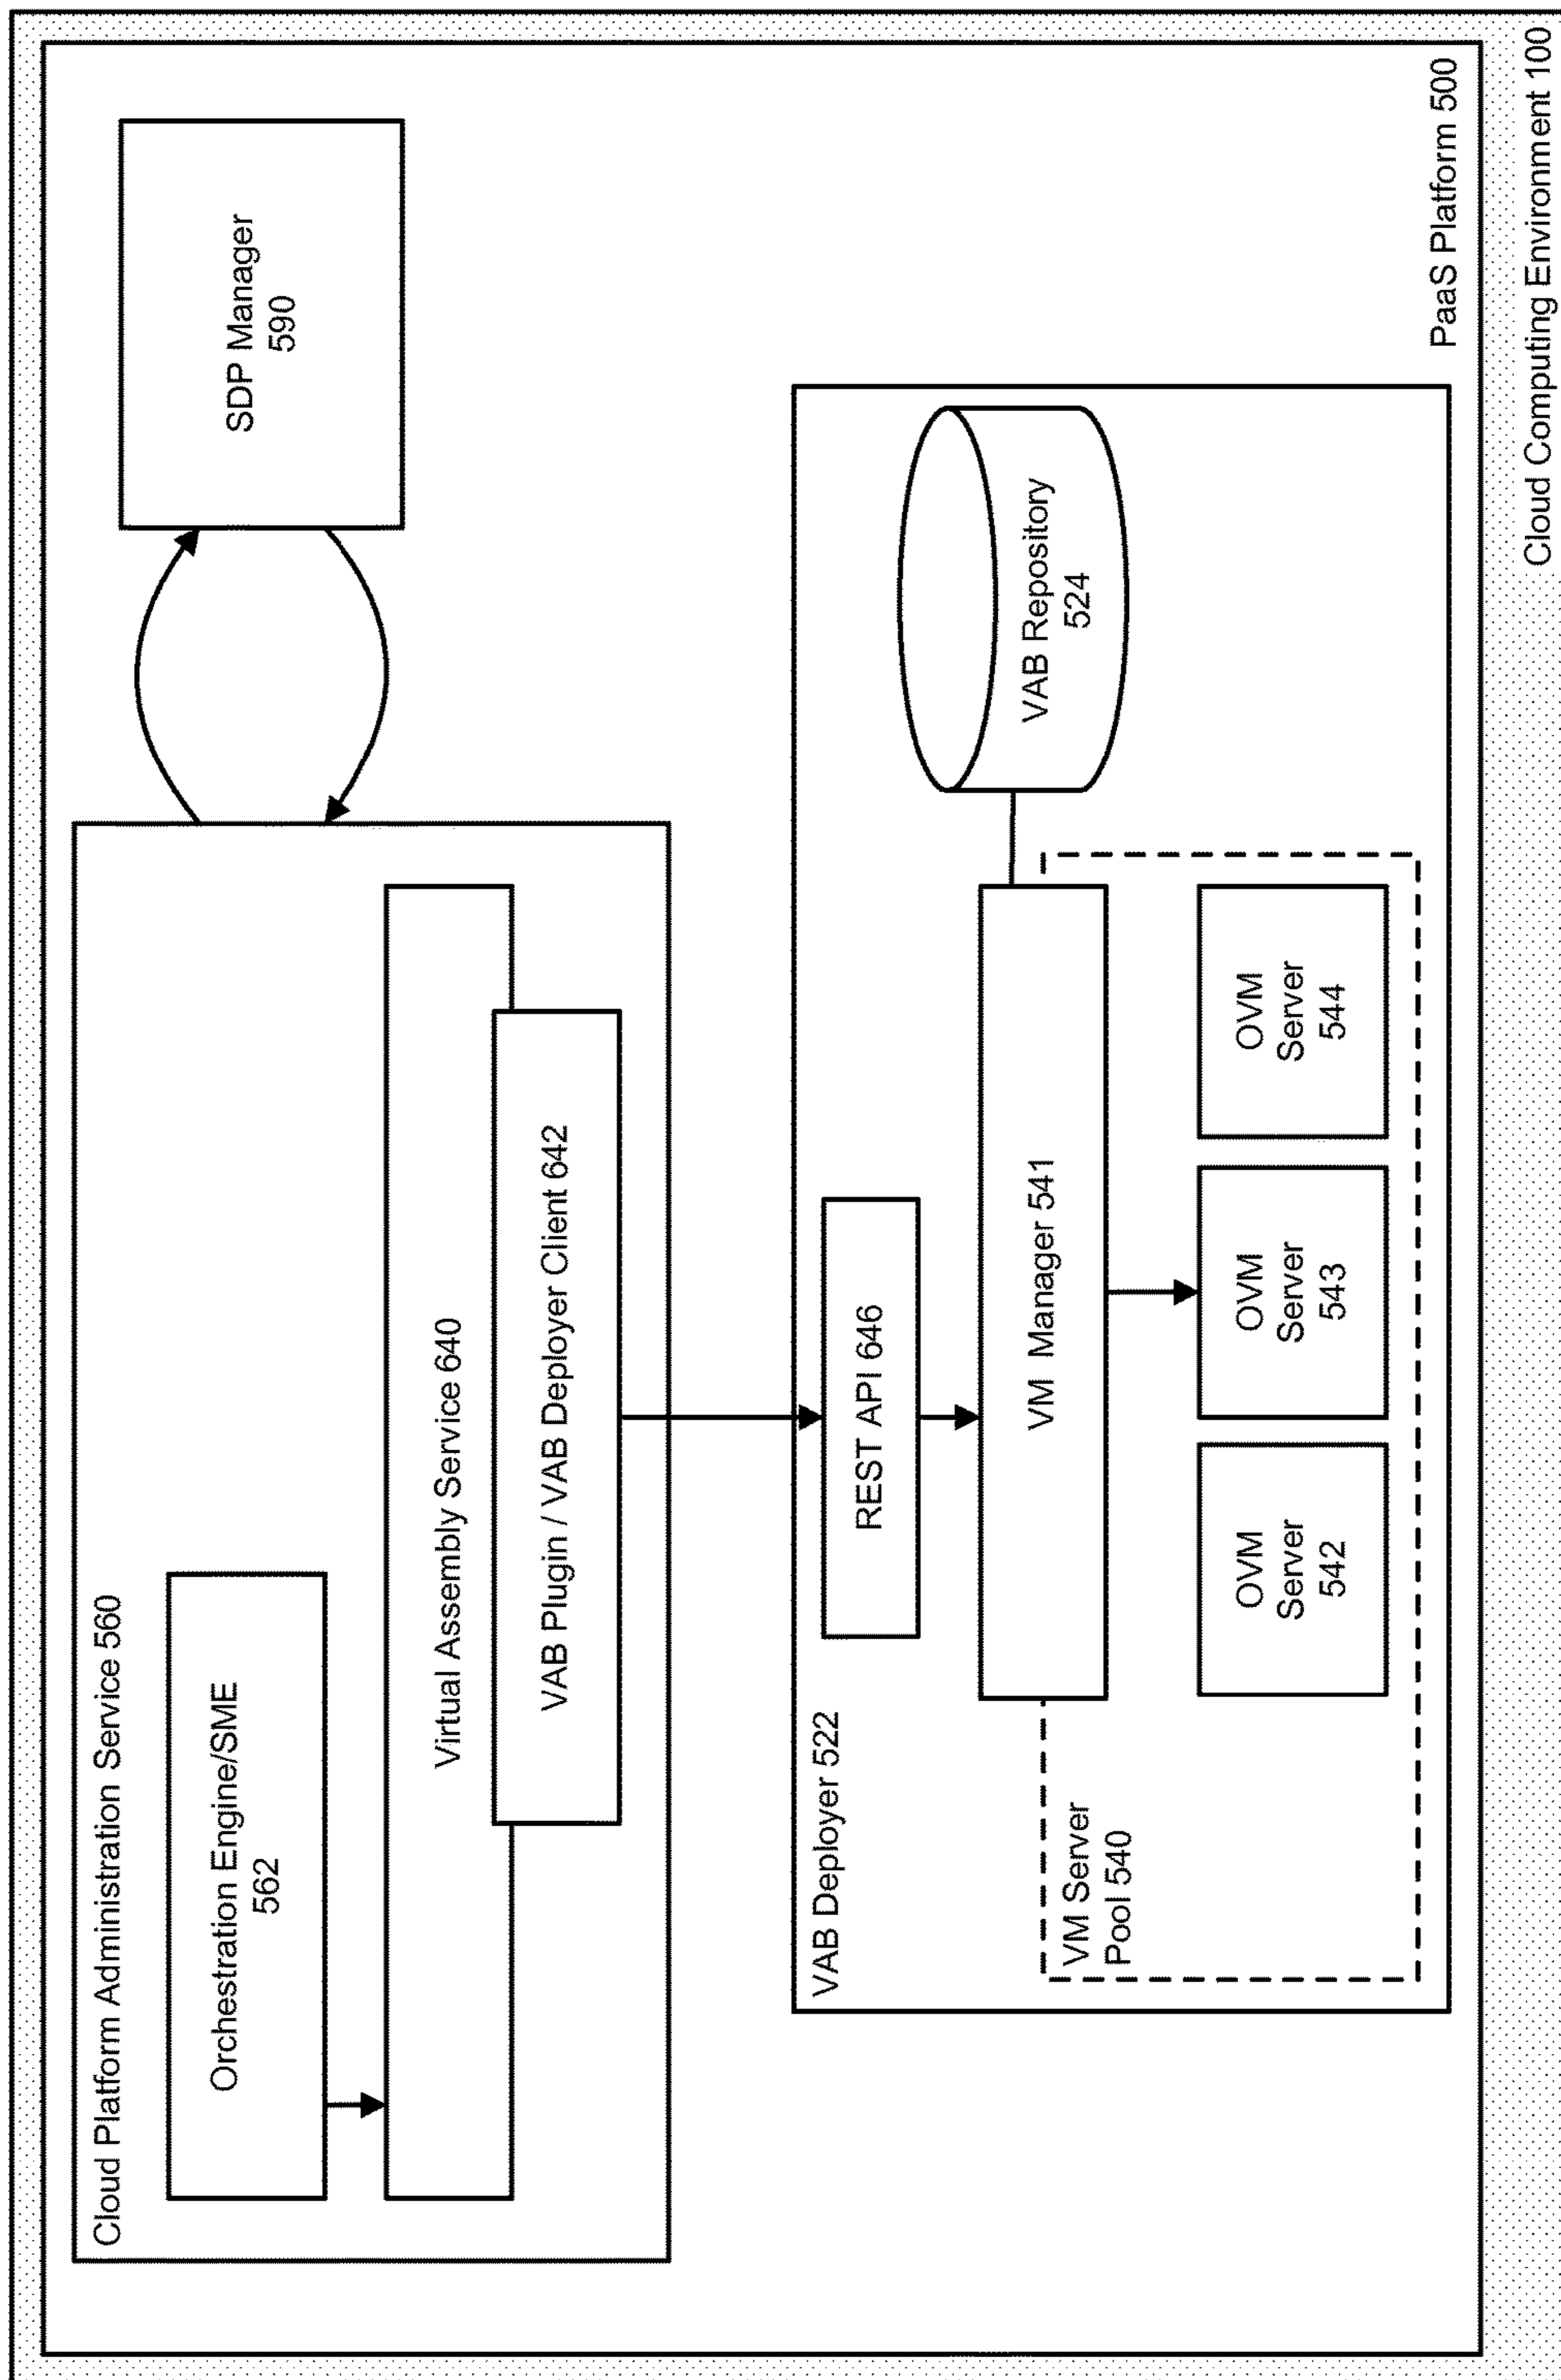 Cloud Platform Administration Service 560
Orchestration Engine/SME
562
SDP Manager
590
Virtual Assembly Service 640
VAB Plugin / VAB Deployer Client 642
VAB Deployer 522
REST API 646
VM Manager 541
VAB Repository
524
VM Server
Pool 540
OVM
Server
542
OVM
Server
543
OVM
Server
544
PaaS Platform 500
Cloud Computing Environment 100